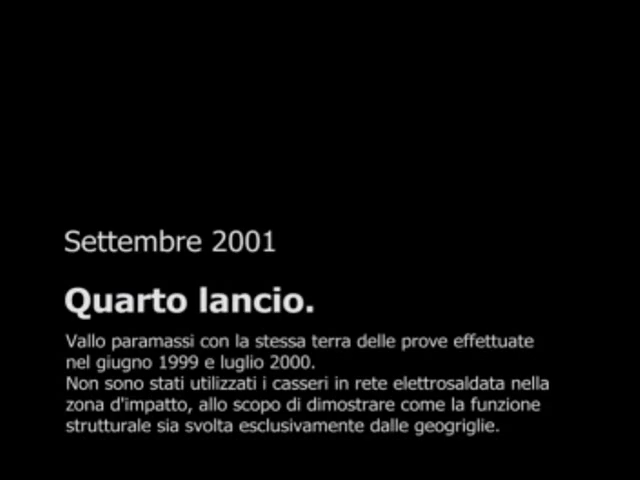 Settembre 2001
Quarto lancio.
Vallo paramassi con la stessa terra delle prove effettuate
nel giugno 1999 e luglio 2000.
Non sono stati utilizzati i casseri in rete elettrosaldata nella
zona d'impatto, allo scopo di dimostrare come la funzione
strutturale sia svolta esclusivamente dalle geogriglie.